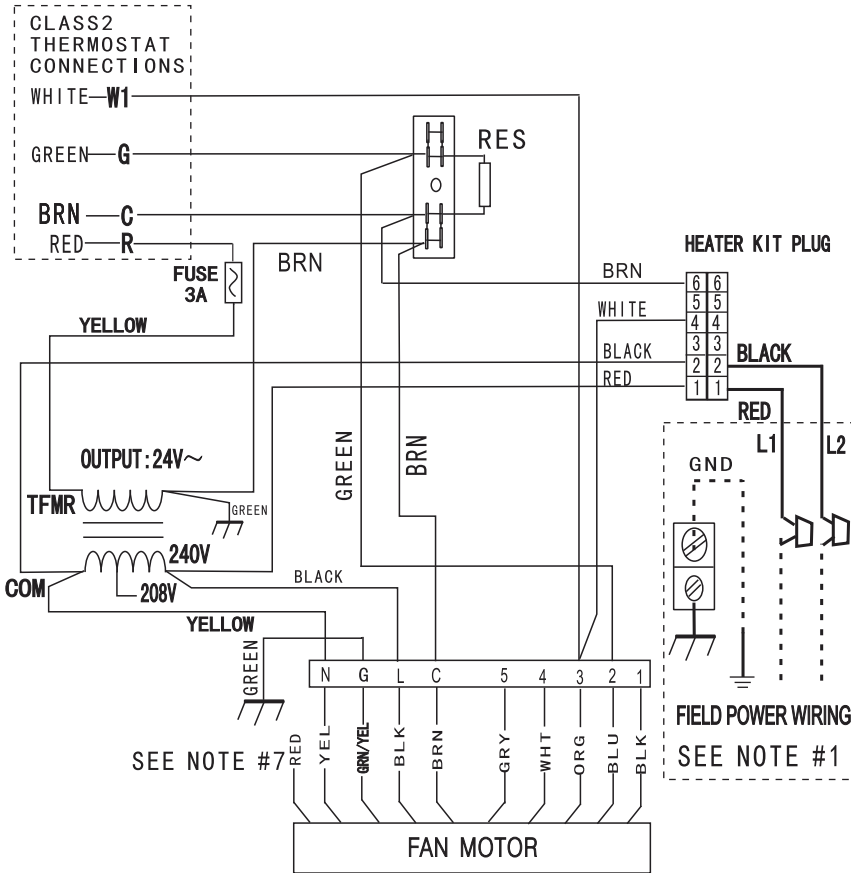 CLASS2
THERMOSTAT
CONNECTIONS
WHITE W1
GREEN G
BRN C
RED R
RES
BRN
FUSE
3A
YELLOW
HEATER KIT PLUG
BRN
WHITE
BLACK
RED
6 6
5 5
4 4
3 3
2 2
1 1
BLACK
RED
L1
L2
GND
OUTPUT:24V~
GREEN
BRN
TFMR
GREEN
240V
COM
208V
BLACK
YELLOW
GREEN
N G L C 5 4 3 2 1
FIELD POWER WIRING
SEE NOTE #1
SEE NOTE #7
RED YEL GRN/YEL BLK BRN GRY WHT ORG BLU BLK
FAN MOTOR